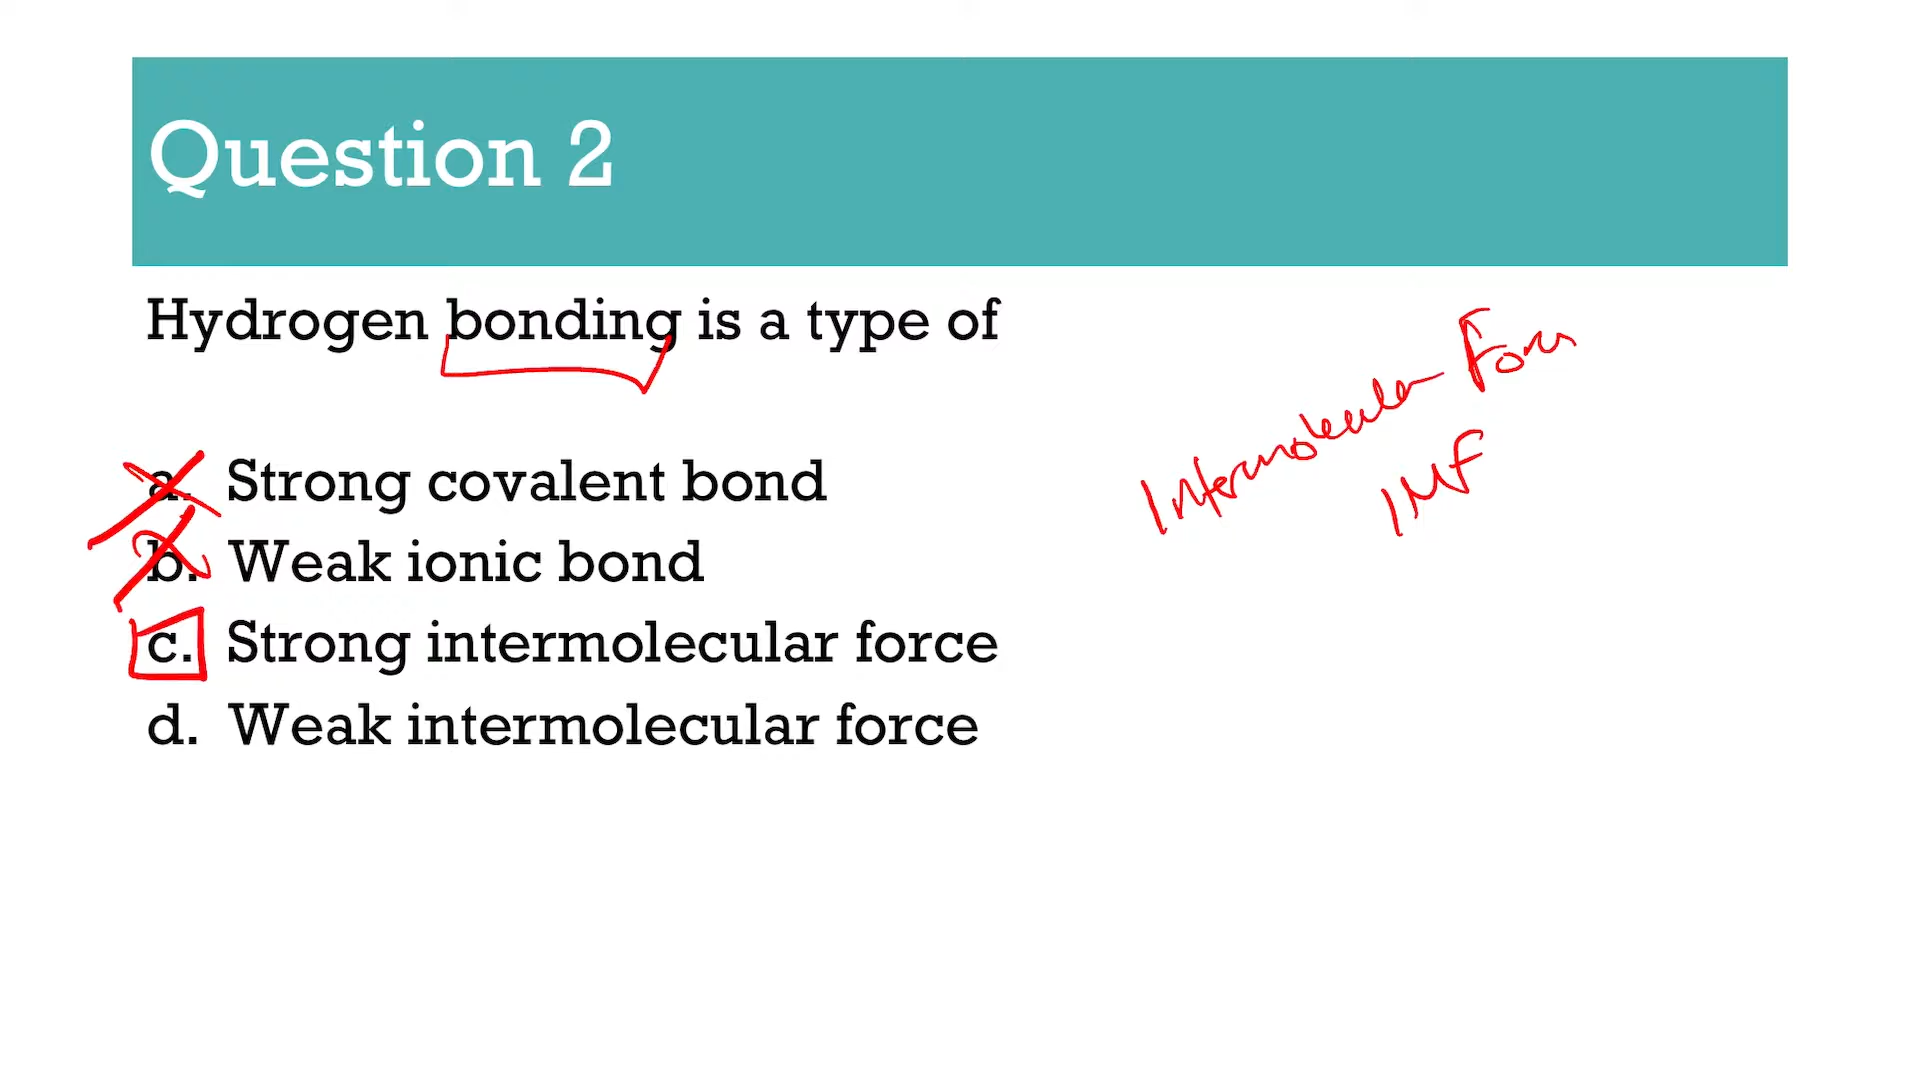 Question 2
Hydrogen bonding is a type of
a. Strong covalent bond
b. Weak ionic bond
c. Strong intermolecular force
d. Weak intermolecular force
Intermolecular
IMF